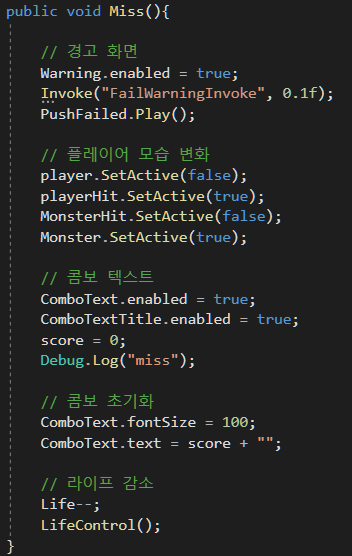 public void Miss(){
// 경고 화면
Warning.enabled = true;
Invoke("FailWarningInvoke", 0.1f);
PushFailed.Play();
// 플레이어 모습 변화
player.SetActive(false);
playerHit.SetActive(true);
MonsterHit.SetActive(false);
Monster.SetActive(true);
// 콤보 텍스트
ComboText.enabled = true;
ComboTextTitle.enabled = true;
score = 0;
Debug.Log("miss");
// 콤보 초기화
ComboText.fontSize = 100;
ComboText.text = score + "";
// 라이프 감소
Life--;
LifeControl();
}